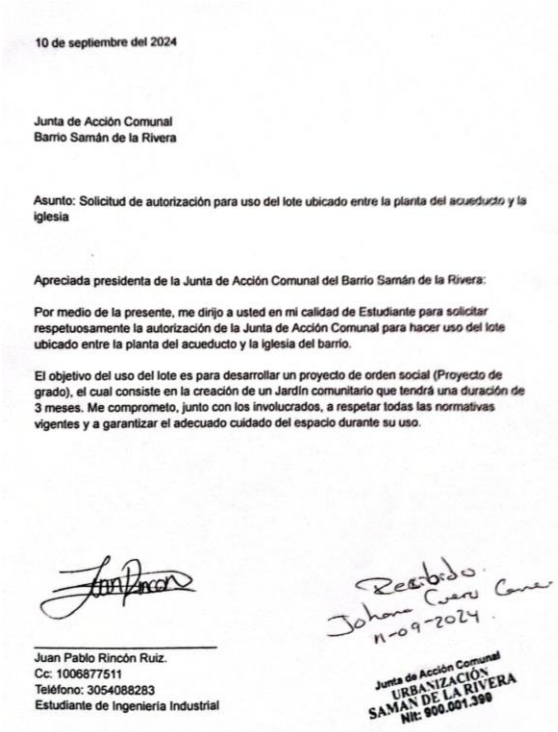 10 de septiembre del 2024
Junta de Acción Comunal
Barrio Samán de la Rivera
Asunto: Solicitud de autorización para uso del lote ubicado entre la planta del acueducto y la
iglesia
Apreciada presidenta de la Junta de Acción Comunal del Barrio Samán de la Rivera:
Por medio de la presente, me dirijo a usted en mi calidad de Estudiante para solicitar
respetuosamente la autorización de la Junta de Acción Comunal para hacer uso del lote
ubicado entre la planta del acueducto y la iglesia del barrio.
El objetivo del uso del lote es para desarrollar un proyecto de orden social (Proyecto de
grado), el cual consiste en la creación de un Jardín comunitario que tendrá una duración de
3 meses. Me comprometo, junto con los involucrados, a respetar todas las normativas
vigentes y a garantizar el adecuado cuidado del espacio durante su uso.
Juan Rincon
Juan Pablo Rincón Ruiz.
Cc: 1006877511
Teléfono: 3054088283
Estudiante de Ingeniería Industrial
Recibido.
Johana Cuero
11-09-2024.
Junta de Acción Comunal
URBANIZACIÓN
SAMAN DE LA RIVERA
Nit: 900.001.399